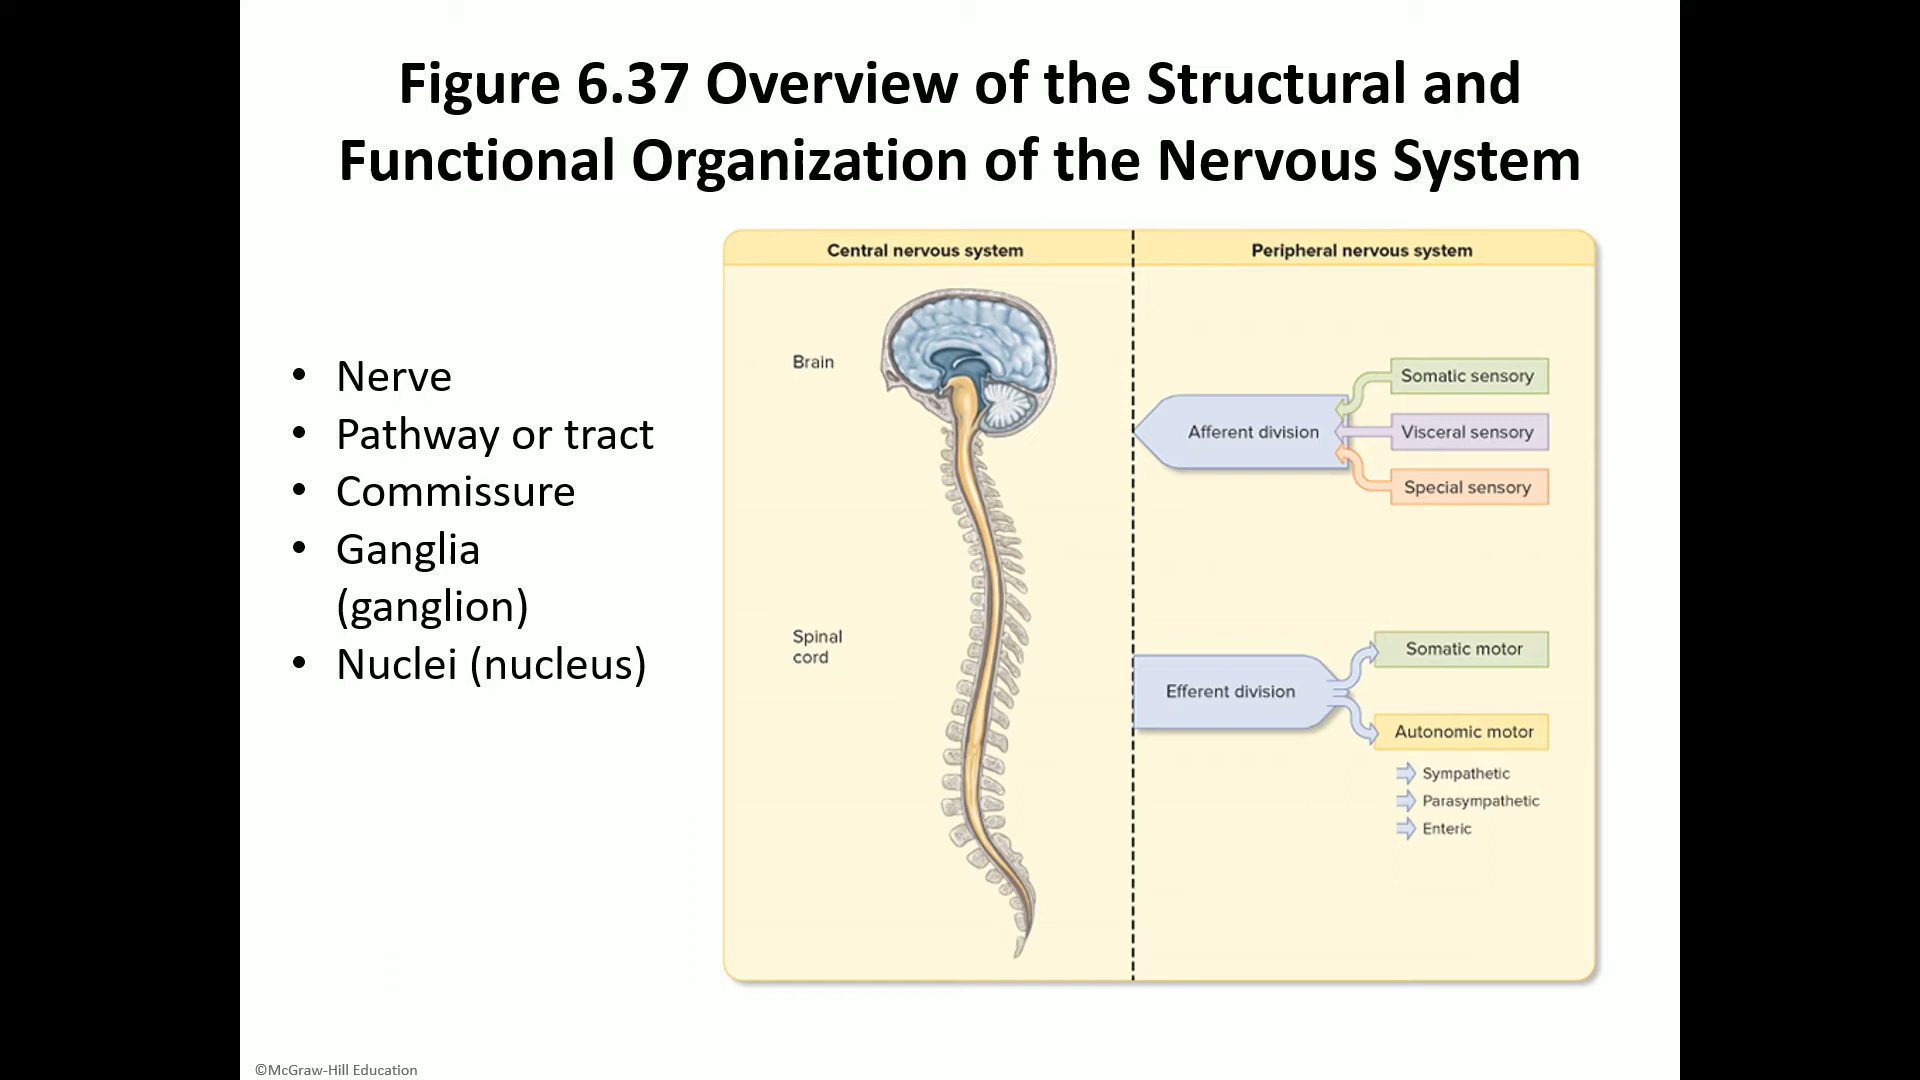 Figure 6.37 Overview of the Structural and
Functional Organization of the Nervous System
• Nerve
• Pathway or tract
• Commissure
• Ganglia
(ganglion)
• Nuclei (nucleus)
Central nervous system
Brain
Spinal
cord
Peripheral nervous system
Afferent division
Somatic sensory
Visceral sensory
Special sensory
Efferent division
Somatic motor
Autonomic motor
Sympathetic
Parasympathetic
Enteric
©McGraw-Hill Education